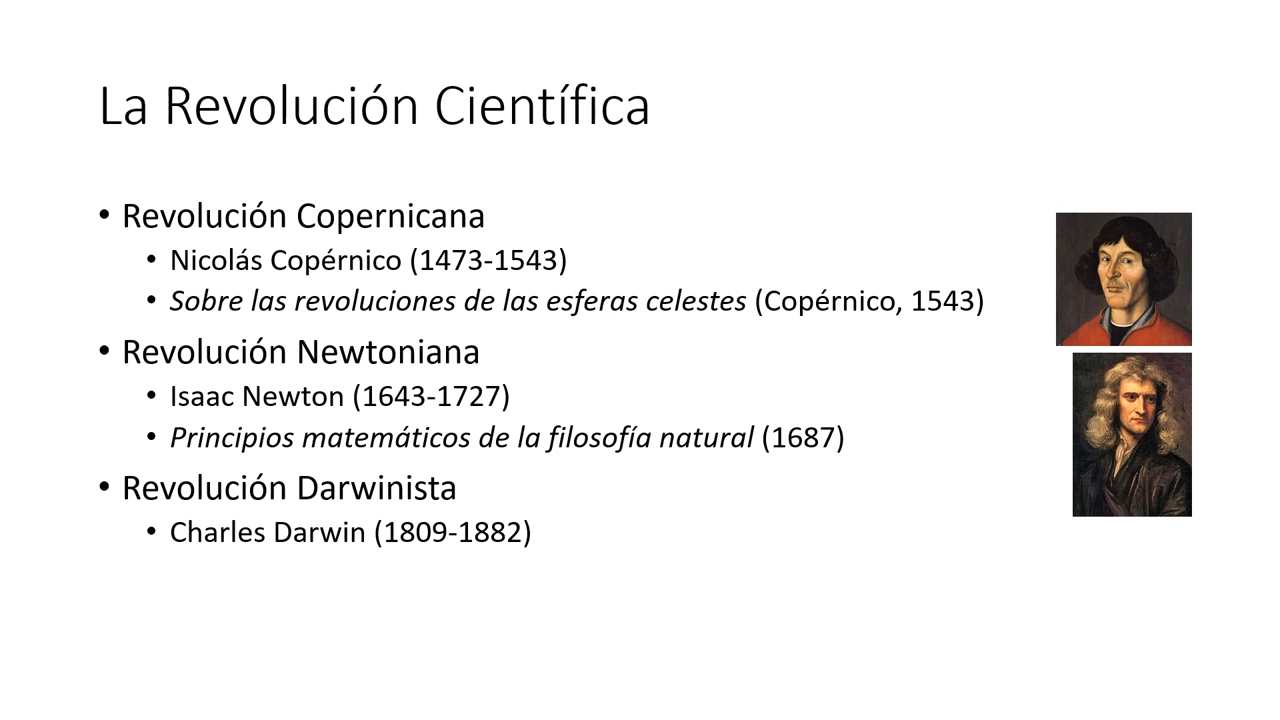 La Revolución Científica
• Revolución Copernicana
• Nicolás Copérnico (1473-1543)
• Sobre las revoluciones de las esferas celestes (Copérnico, 1543)
• Revolución Newtoniana
• Isaac Newton (1643-1727)
• Principios matemáticos de la filosofía natural (1687)
• Revolución Darwinista
• Charles Darwin (1809-1882)